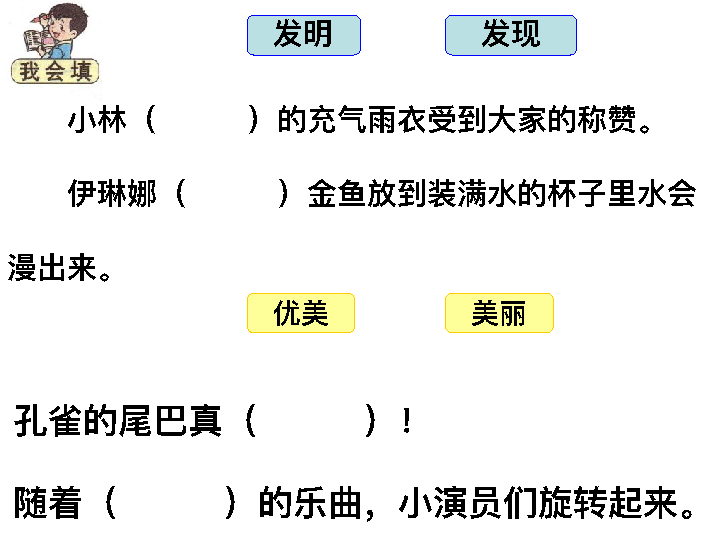 我会填
发明 发现
小林（ ）的充气雨衣受到大家的称赞。
伊琳娜（ ）金鱼放到装满水的杯子里水会
漫出来。
优美 美丽
孔雀的尾巴真（ ）！
随着（ ）的乐曲，小演员们旋转起来。